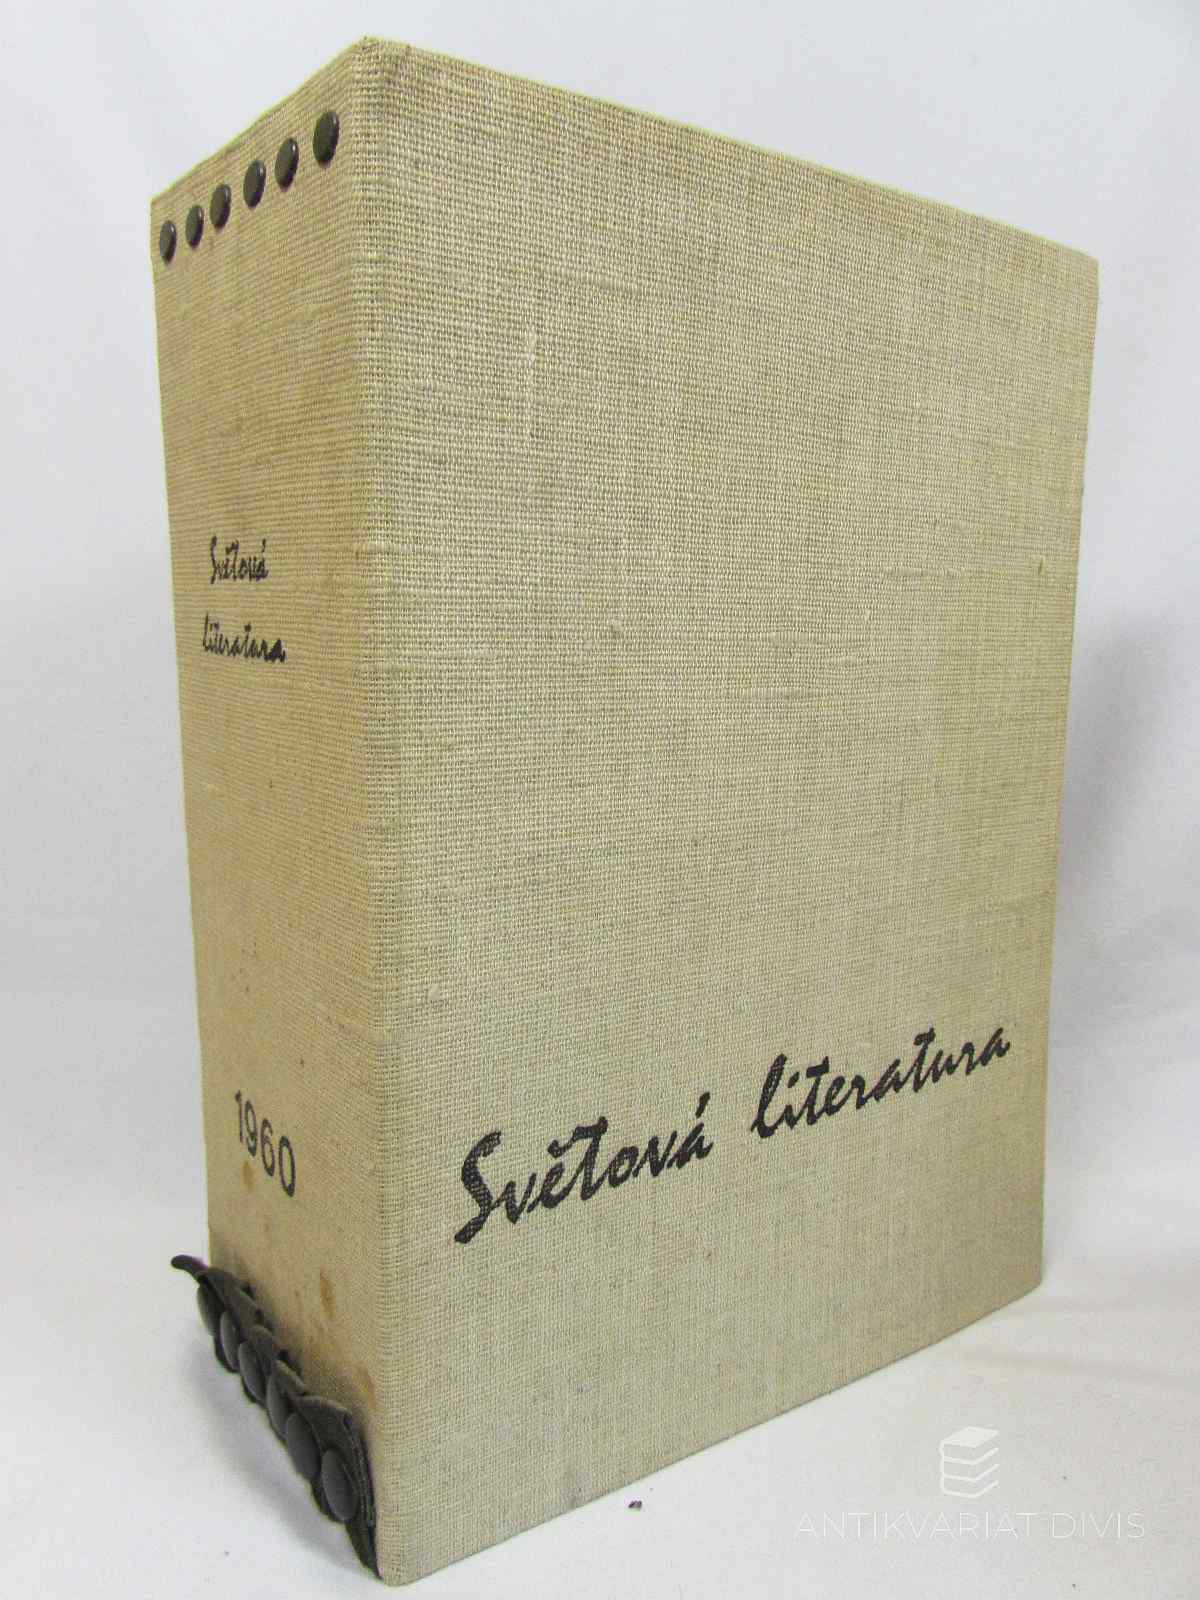 Světová
literatura
1960
Světová literatura
ANTIKVARIAT DIVIS